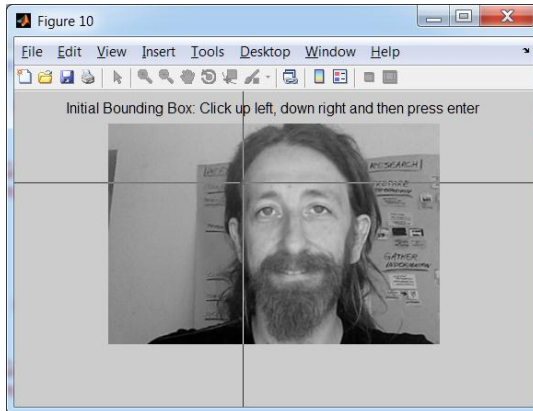 Figure 10
File Edit View Insert Tools Desktop Window Help
Initial Bounding Box: Click up left, down right and then press enter
RESEARCH
GATHER
INFORMATION